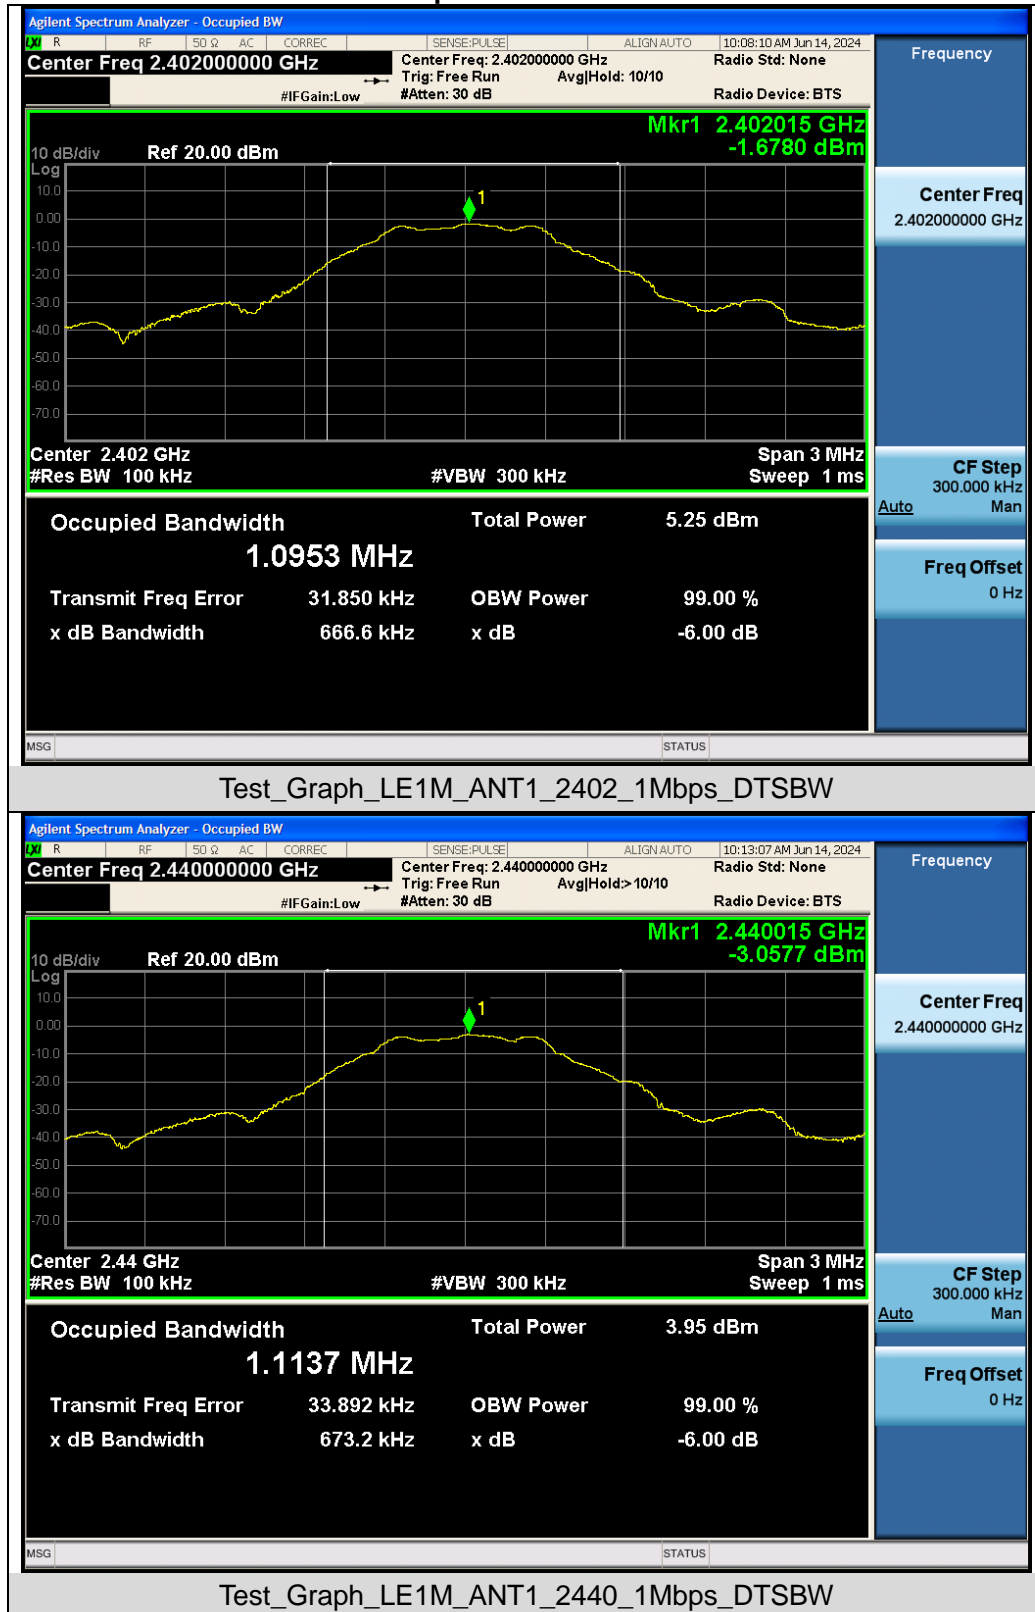 Agilent Spectrum Analyzer - Occupied BW
LXI R RF 50 Ω AC CORREC SENSE:PULSE ALIGN AUTO 10:08:10 AM Jun 14, 2024
Center Freq 2.402000000 GHz Center Freq: 2.402000000 GHz Radio Std: None Frequency
Trig: Free Run Avg|Hold: 10/10
#IFGain:Low #Atten: 30 dB Radio Device: BTS
Mkr1 2.402015 GHz
-1.6780 dBm
10 dB/div Ref 20.00 dBm
Log
10.0
1
0.00
-10.0
-20.0
-30.0
-40.0
-50.0
-60.0
-70.0
Center Freq
2.402000000 GHz
Center 2.402 GHz Span 3 MHz
#Res BW 100 kHz #VBW 300 kHz Sweep 1 ms
CF Step
300.000 kHz
Auto Man
Occupied Bandwidth Total Power 5.25 dBm
1.0953 MHz
Freq Offset
0 Hz
Transmit Freq Error 31.850 kHz OBW Power 99.00 %
x dB Bandwidth 666.6 kHz x dB -6.00 dB
MSG STATUS
Test_Graph_LE1M_ANT1_2402_1Mbps_DTSBW
Agilent Spectrum Analyzer - Occupied BW
LXI R RF 50 Ω AC CORREC SENSE:PULSE ALIGN AUTO 10:13:07 AM Jun 14, 2024
Center Freq 2.440000000 GHz Center Freq: 2.440000000 GHz Radio Std: None Frequency
Trig: Free Run Avg|Hold:> 10/10
#IFGain:Low #Atten: 30 dB Radio Device: BTS
Mkr1 2.440015 GHz
-3.0577 dBm
10 dB/div Ref 20.00 dBm
Log
10.0
1
0.00
-10.0
-20.0
-30.0
-40.0
-50.0
-60.0
-70.0
Center Freq
2.440000000 GHz
Center 2.44 GHz Span 3 MHz
#Res BW 100 kHz #VBW 300 kHz Sweep 1 ms
CF Step
300.000 kHz
Auto Man
Occupied Bandwidth Total Power 3.95 dBm
1.1137 MHz
Freq Offset
0 Hz
Transmit Freq Error 33.892 kHz OBW Power 99.00 %
x dB Bandwidth 673.2 kHz x dB -6.00 dB
MSG STATUS
Test_Graph_LE1M_ANT1_2440_1Mbps_DTSBW